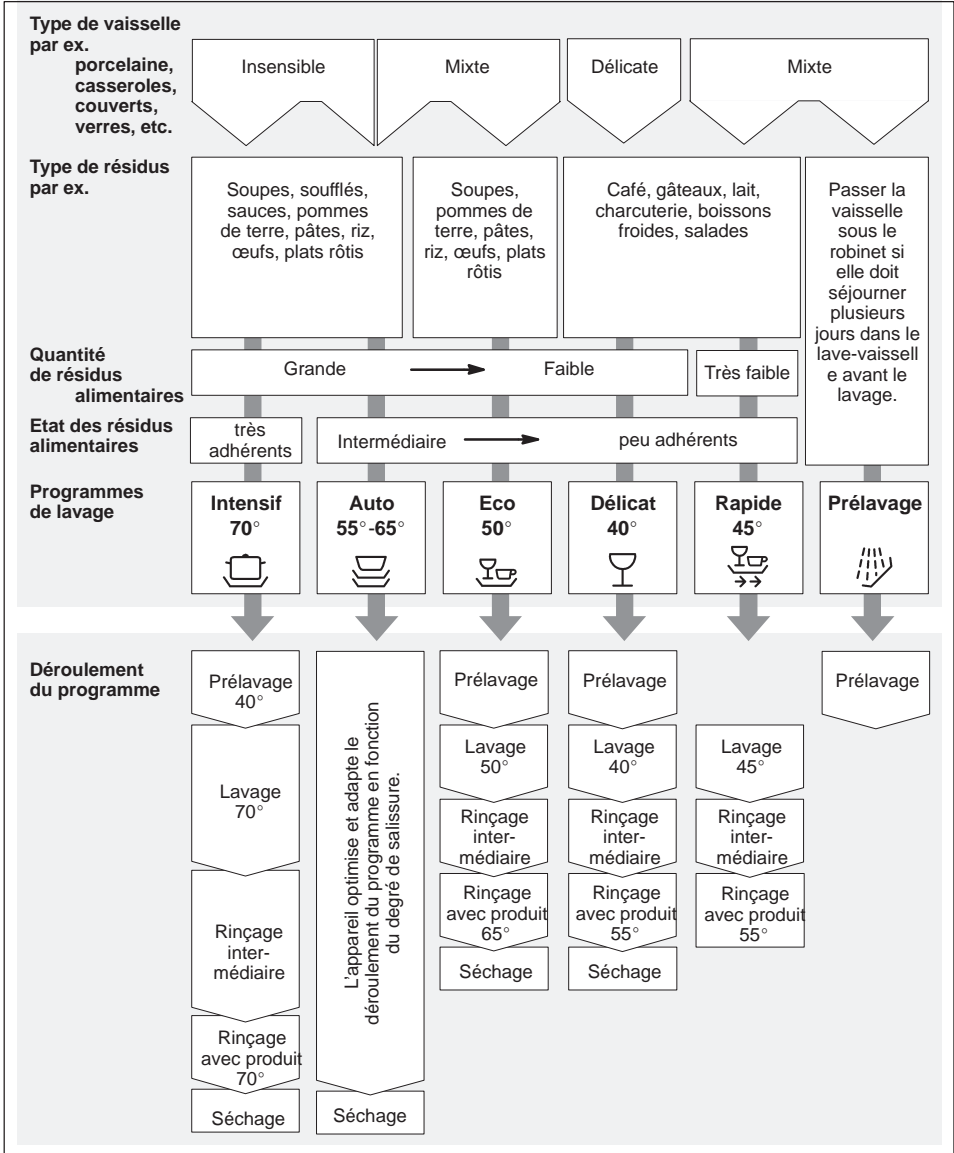 Type de vaisselle
par ex.
porcelaine,
casseroles,
couverts,
verres, etc.
Insensible
Mixte
Délicate
Mixte
Type de résidus
par ex.
Soupes, soufflés,
sauces, pommes
de terre, pâtes, riz,
œufs, plats rôtis
Soupes,
pommes de
terre, pâtes,
riz, œufs, plats
rôtis
Café, gâteaux, lait,
charcuterie, boissons
froides, salades
Passer la
vaisselle
sous le
robinet si
elle doit
séjourner
plusieurs
jours dans le
lave-vaissell
e avant le
lavage.
Quantité
de résidus
alimentaires
Grande
Faible
Très faible
Etat des résidus
alimentaires
très
adhérents
Intermédiaire
peu adhérents
Programmes
de lavage
Intensif
70°
Auto
55°-65°
Eco
50°
Délicat
40°
Rapide
45°
Prélavage
Déroulement
du programme
Prélavage
40°
Lavage
70°
Rinçage
inter-
médiaire
Rinçage
avec produit
70°
Séchage
L'appareil optimise et adapte le
déroulement du programme en fonction
du degré de salissure.
Séchage
Prélavage
Lavage
50°
Rinçage
inter-
médiaire
Rinçage
avec produit
65°
Séchage
Prélavage
Lavage
40°
Rinçage
inter-
médiaire
Rinçage
avec produit
55°
Séchage
Lavage
45°
Rinçage
inter-
médiaire
Rinçage
avec produit
55°
Prélavage